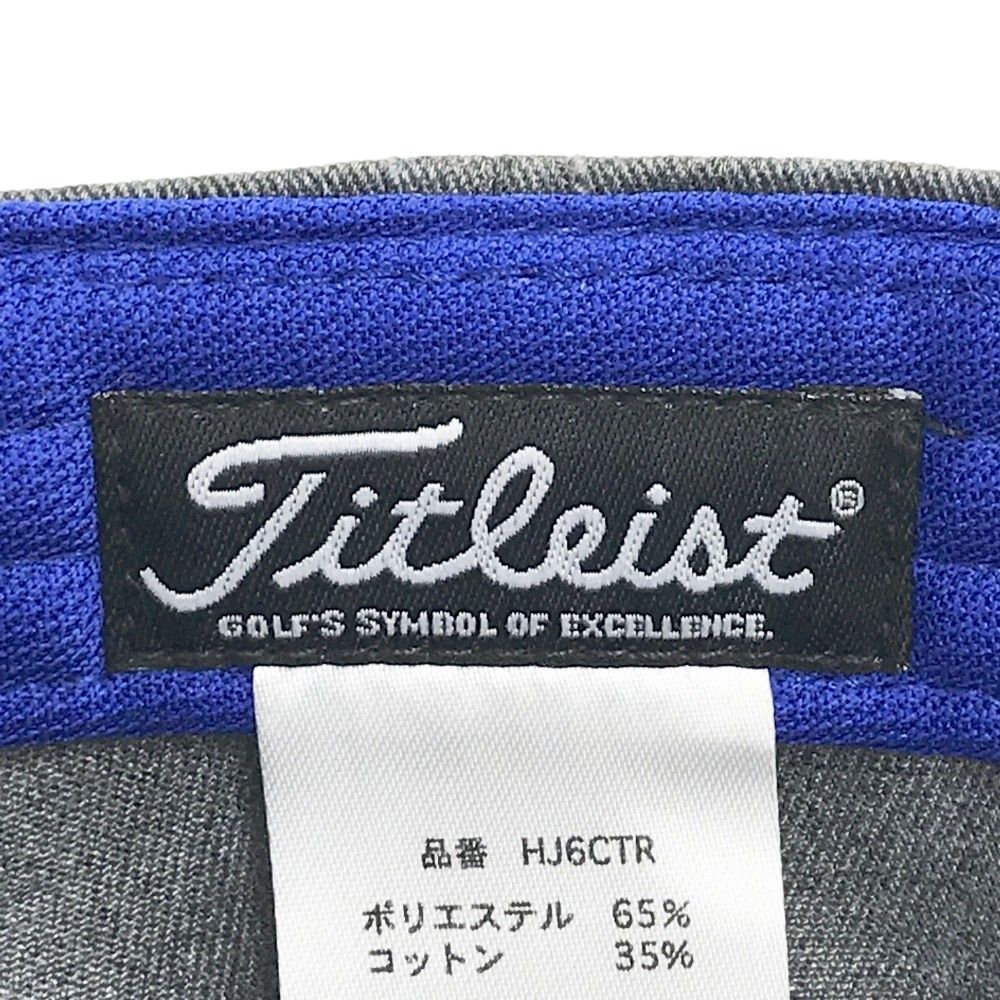 Titleist®
GOLF'S SYMBOL OF EXCELLENCE.
品番 HJ6CTR
ポリエステル 65%
コットン 35%